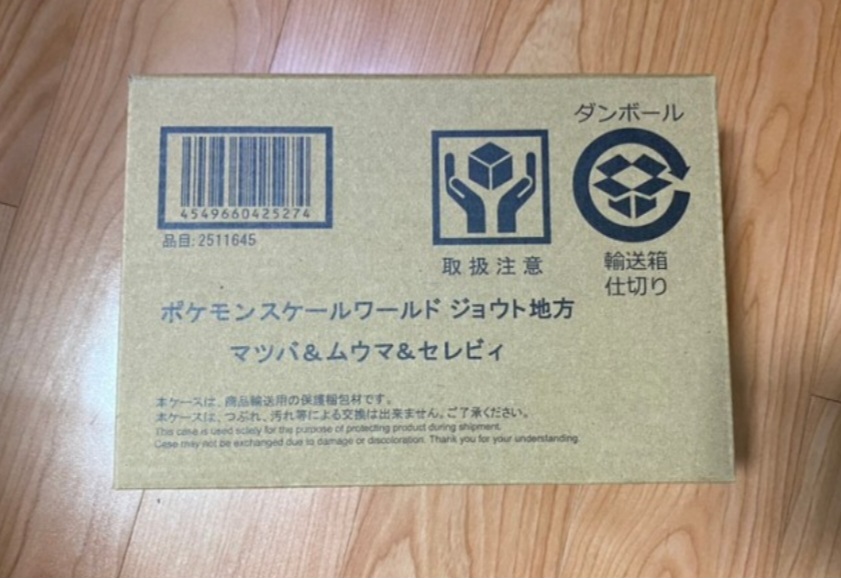 ダンボール
4549660425274
品目:2511645
取扱注意
輸送箱
仕切り
ポケモンスケールワールド ジョウト地方
マツバ&ムウマ&セレビィ
本ケースは、商品輸送用の保護梱包材です。
本ケースは、つぶれ、汚れ等による交換は出来ません。ご了承ください。
This case is used solely for the purpose of protecting product during shipment.
Case may not be exchanged due to damage or discoloration. Thank you for your understanding.